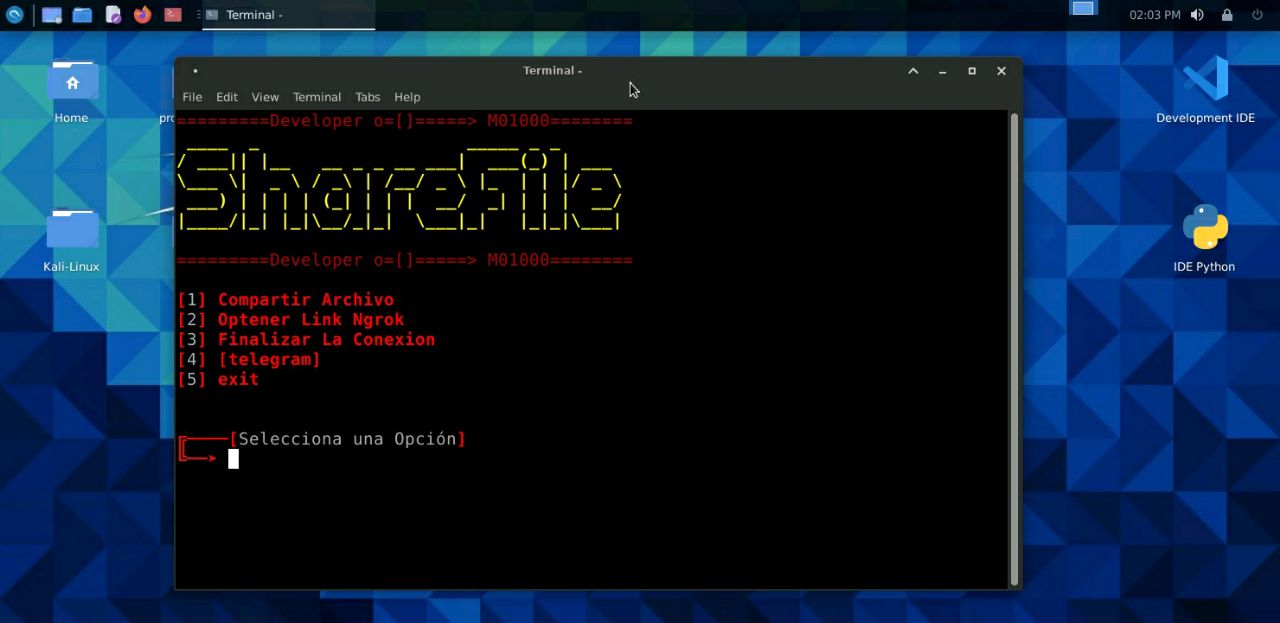 Terminal -
02:03 PM
Terminal -
File Edit View Terminal Tabs Help
Home
Development IDE
=========Developer o=[]=====> M01000========
ShareFile
=========Developer o=[]=====> M01000========
Kali-Linux
IDE Python
[1] Compartir Archivo
[2] Optener Link Ngrok
[3] Finalizar La Conexion
[4] [telegram]
[5] exit
[Selecciona una Opción]